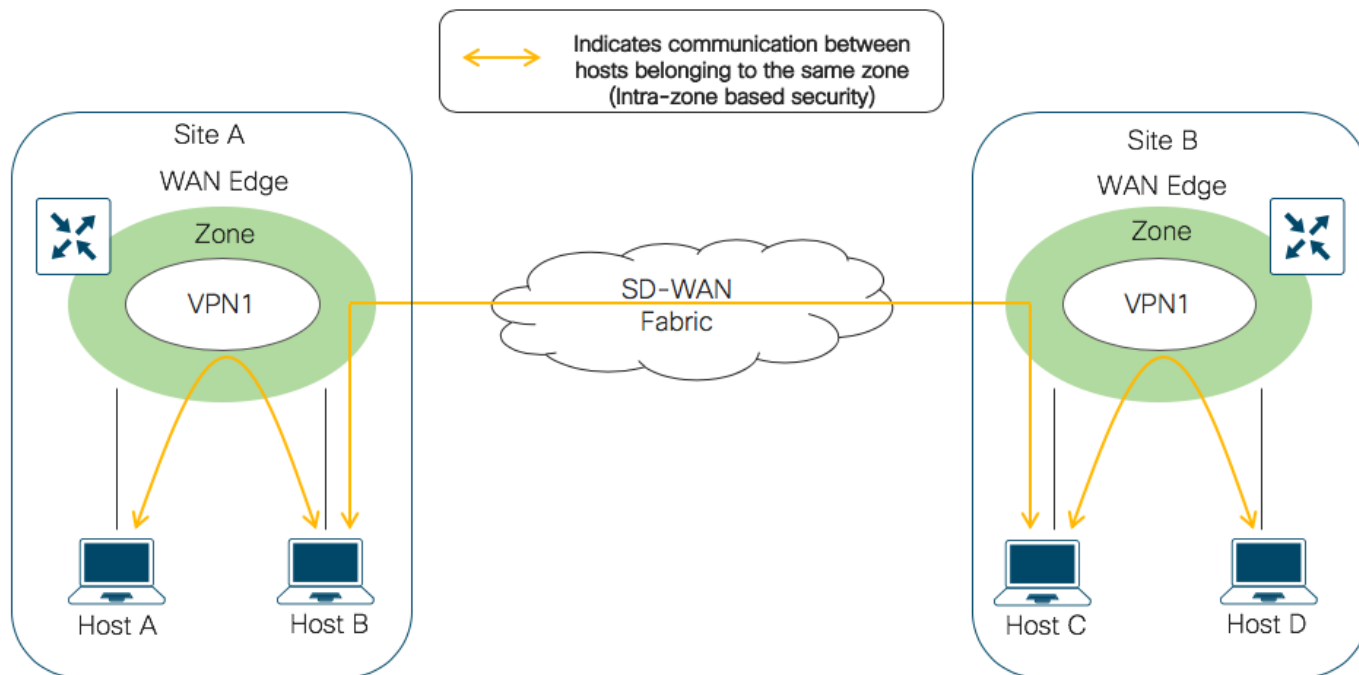 Indicates communication between
hosts belonging to the same zone
(Intra-zone based security)
Site A
WAN Edge
Zone
VPN1
Host A
Host B
SD-WAN
Fabric
Site B
WAN Edge
Zone
VPN1
Host C
Host D